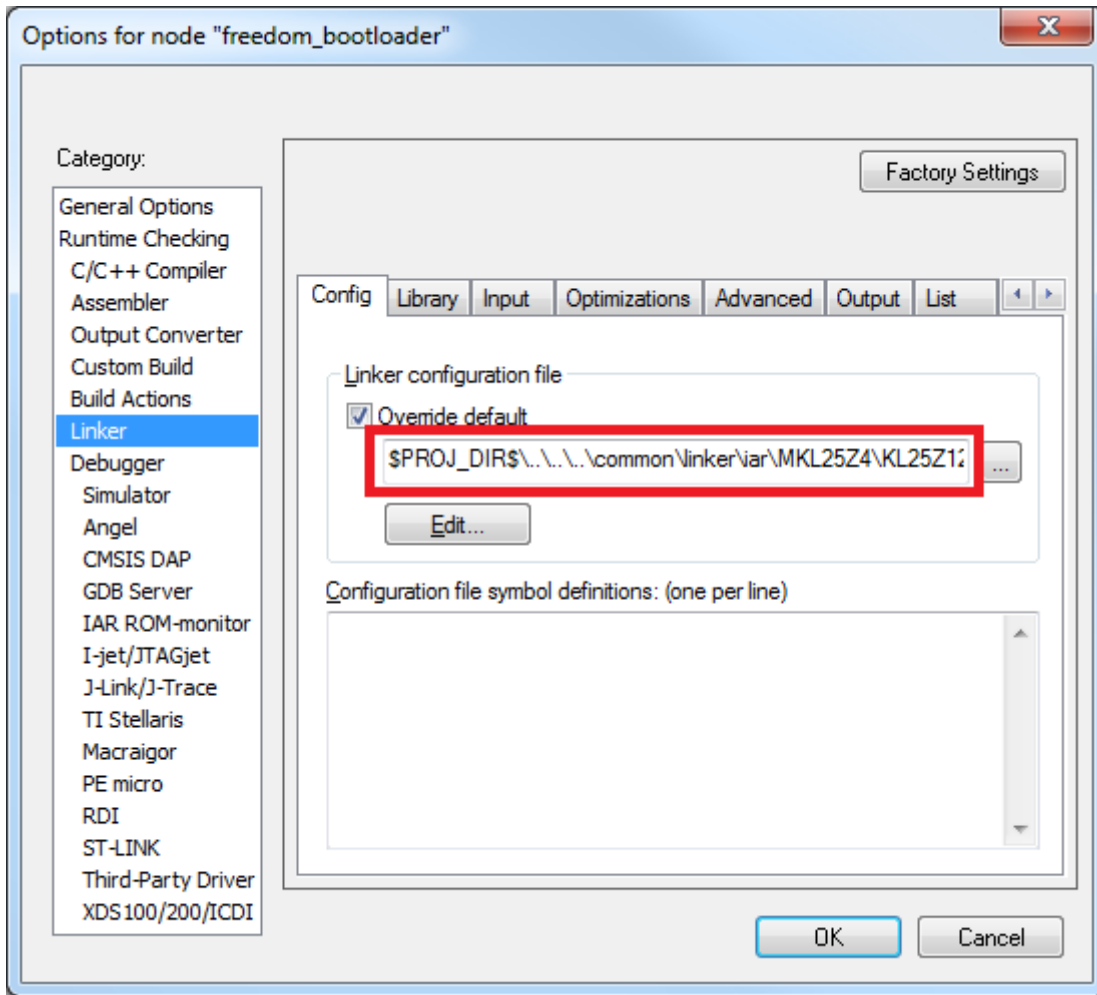 Options for node "freedom_bootloader"
Category:
General Options
Runtime Checking
C/C++ Compiler
Assembler
Output Converter
Custom Build
Build Actions
Linker
Debugger
Simulator
Angel
CMSIS DAP
GDB Server
IAR ROM-monitor
I-jet/JTAGjet
J-Link/J-Trace
TI Stellaris
Macraigor
PE micro
RDI
ST-LINK
Third-Party Driver
XDS100/200/ICDI
Factory Settings
Config Library Input Optimizations Advanced Output List
Linker configuration file
Override default
$PROJ_DIR$\..\..\..\common\linker\iar\MKL25Z4\KL25Z12 ...
Edit...
Configuration file symbol definitions: (one per line)
OK Cancel